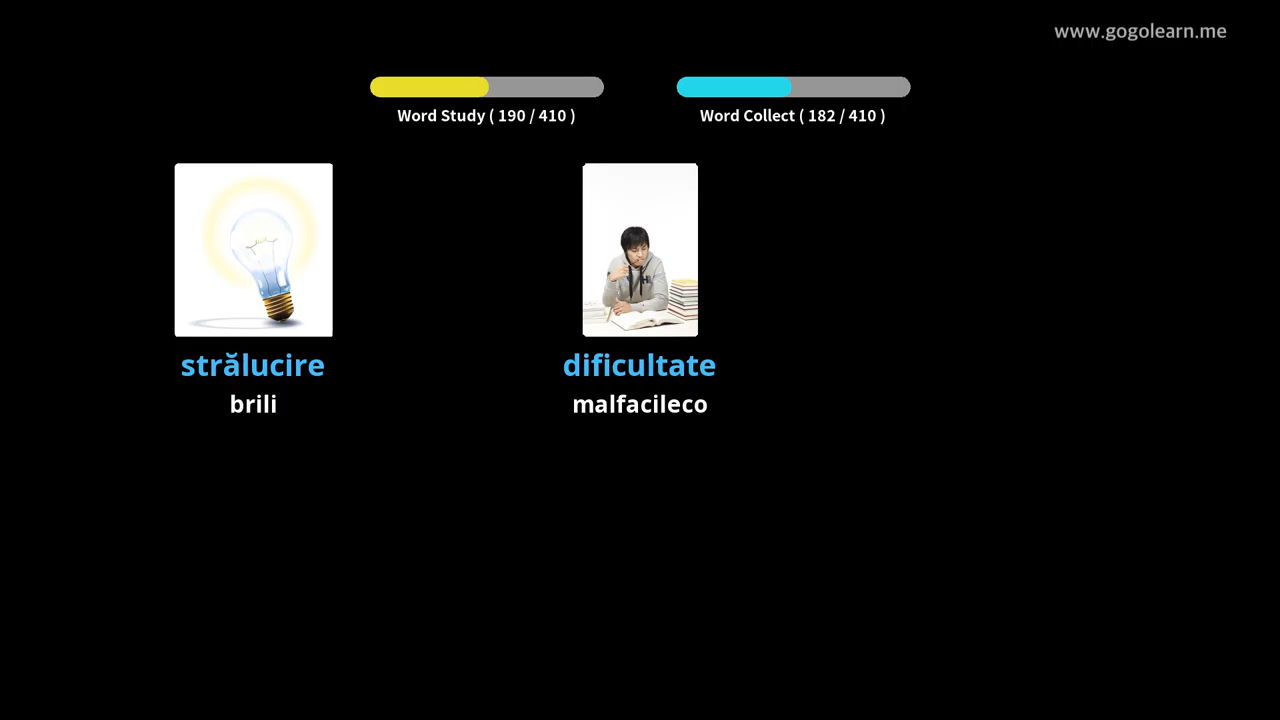 www.gogolearn.me
Word Study ( 190 / 410 )
Word Collect ( 182 / 410 )
strălucire
brili
dificultate
malfacileco